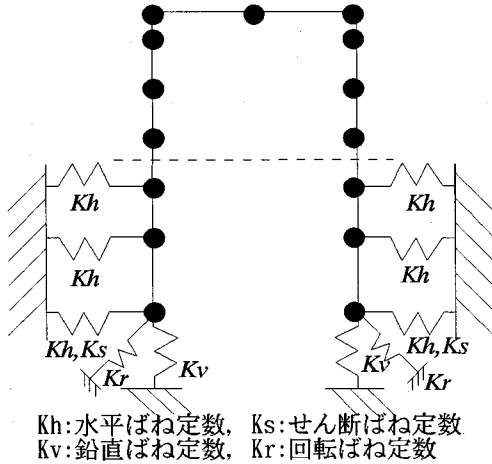 Kh Kh
Kh Kh
Kh,Ks Kv Kv Kh,Ks
Kr Kr
Kh:水平ばね定数, Ks:せん断ばね定数
Kv:鉛直ばね定数, Kr:回転ばね定数